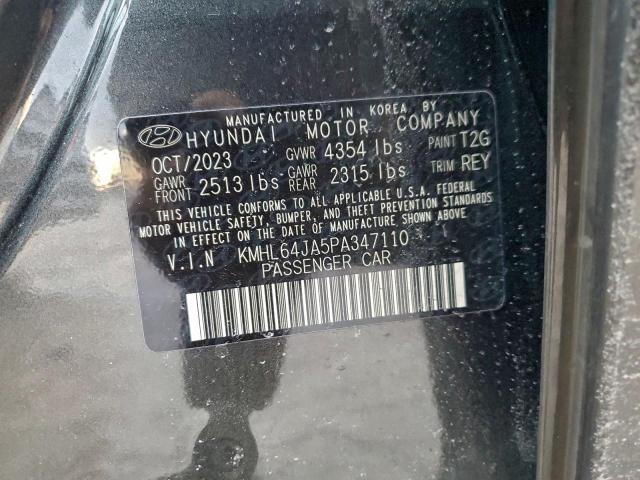 MANUFACTURED IN KOREA BY
HYUNDAI MOTOR COMPANY
OCT/2023 GVWR 4354 lbs PAINT T2G
GAWR FRONT 2513 lbs GAWR REAR 2315 lbs TRIM REY
THIS VEHICLE CONFORMS TO ALL APPLICABLE U.S.A. FEDERAL
MOTOR VEHICLE SAFETY, BUMPER, AND THEFT PREVENTION STANDARDS
IN EFFECT ON THE DATE OF MANUFACTURE SHOWN ABOVE.
V.I.N KMHL64JA5PA347110
PASSENGER CAR